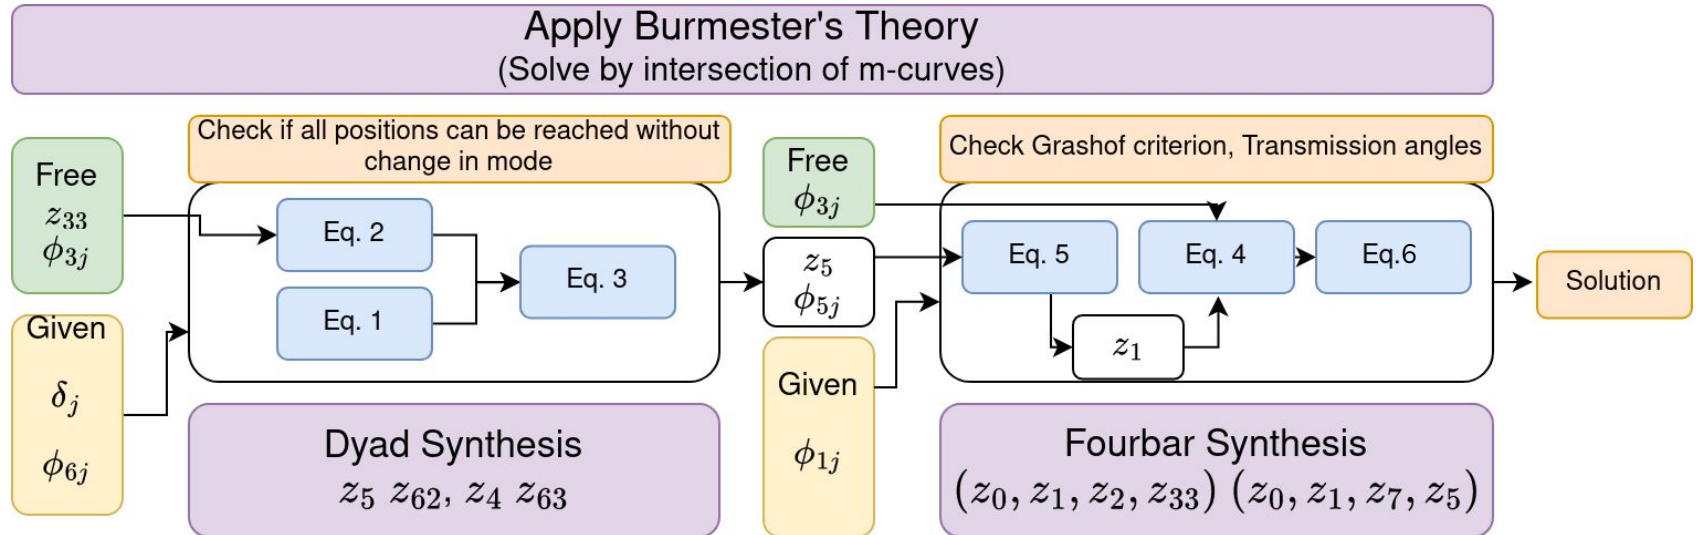 Apply Burmester's Theory
(Solve by intersection of m-curves)
Check if all positions can be reached without
change in mode
Free
z₃₃
ϕ₃ⱼ
Given
δⱼ
ϕ₆ⱼ
Eq. 2
Eq. 1
Eq. 3
Dyad Synthesis
z₅ z₆₂, z₄ z₆₃
Free
ϕ₃ⱼ
z₅
ϕ₅ⱼ
Given
ϕ₁ⱼ
Check Grashof criterion, Transmission angles
Eq. 5
Eq. 4
Eq.6
z₁
Fourbar Synthesis
(z₀, z₁, z₂, z₃₃) (z₀, z₁, z₇, z₅)
Solution